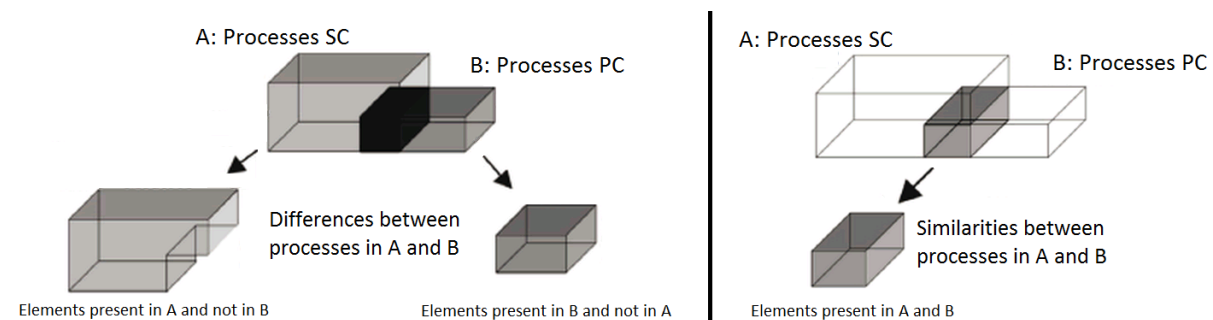 A: Processes SC
B: Processes PC
Differences between
processes in A and B
Elements present in A and not in B
Elements present in B and not in A
A: Processes SC
B: Processes PC
Similarities between
processes in A and B
Elements present in A and B